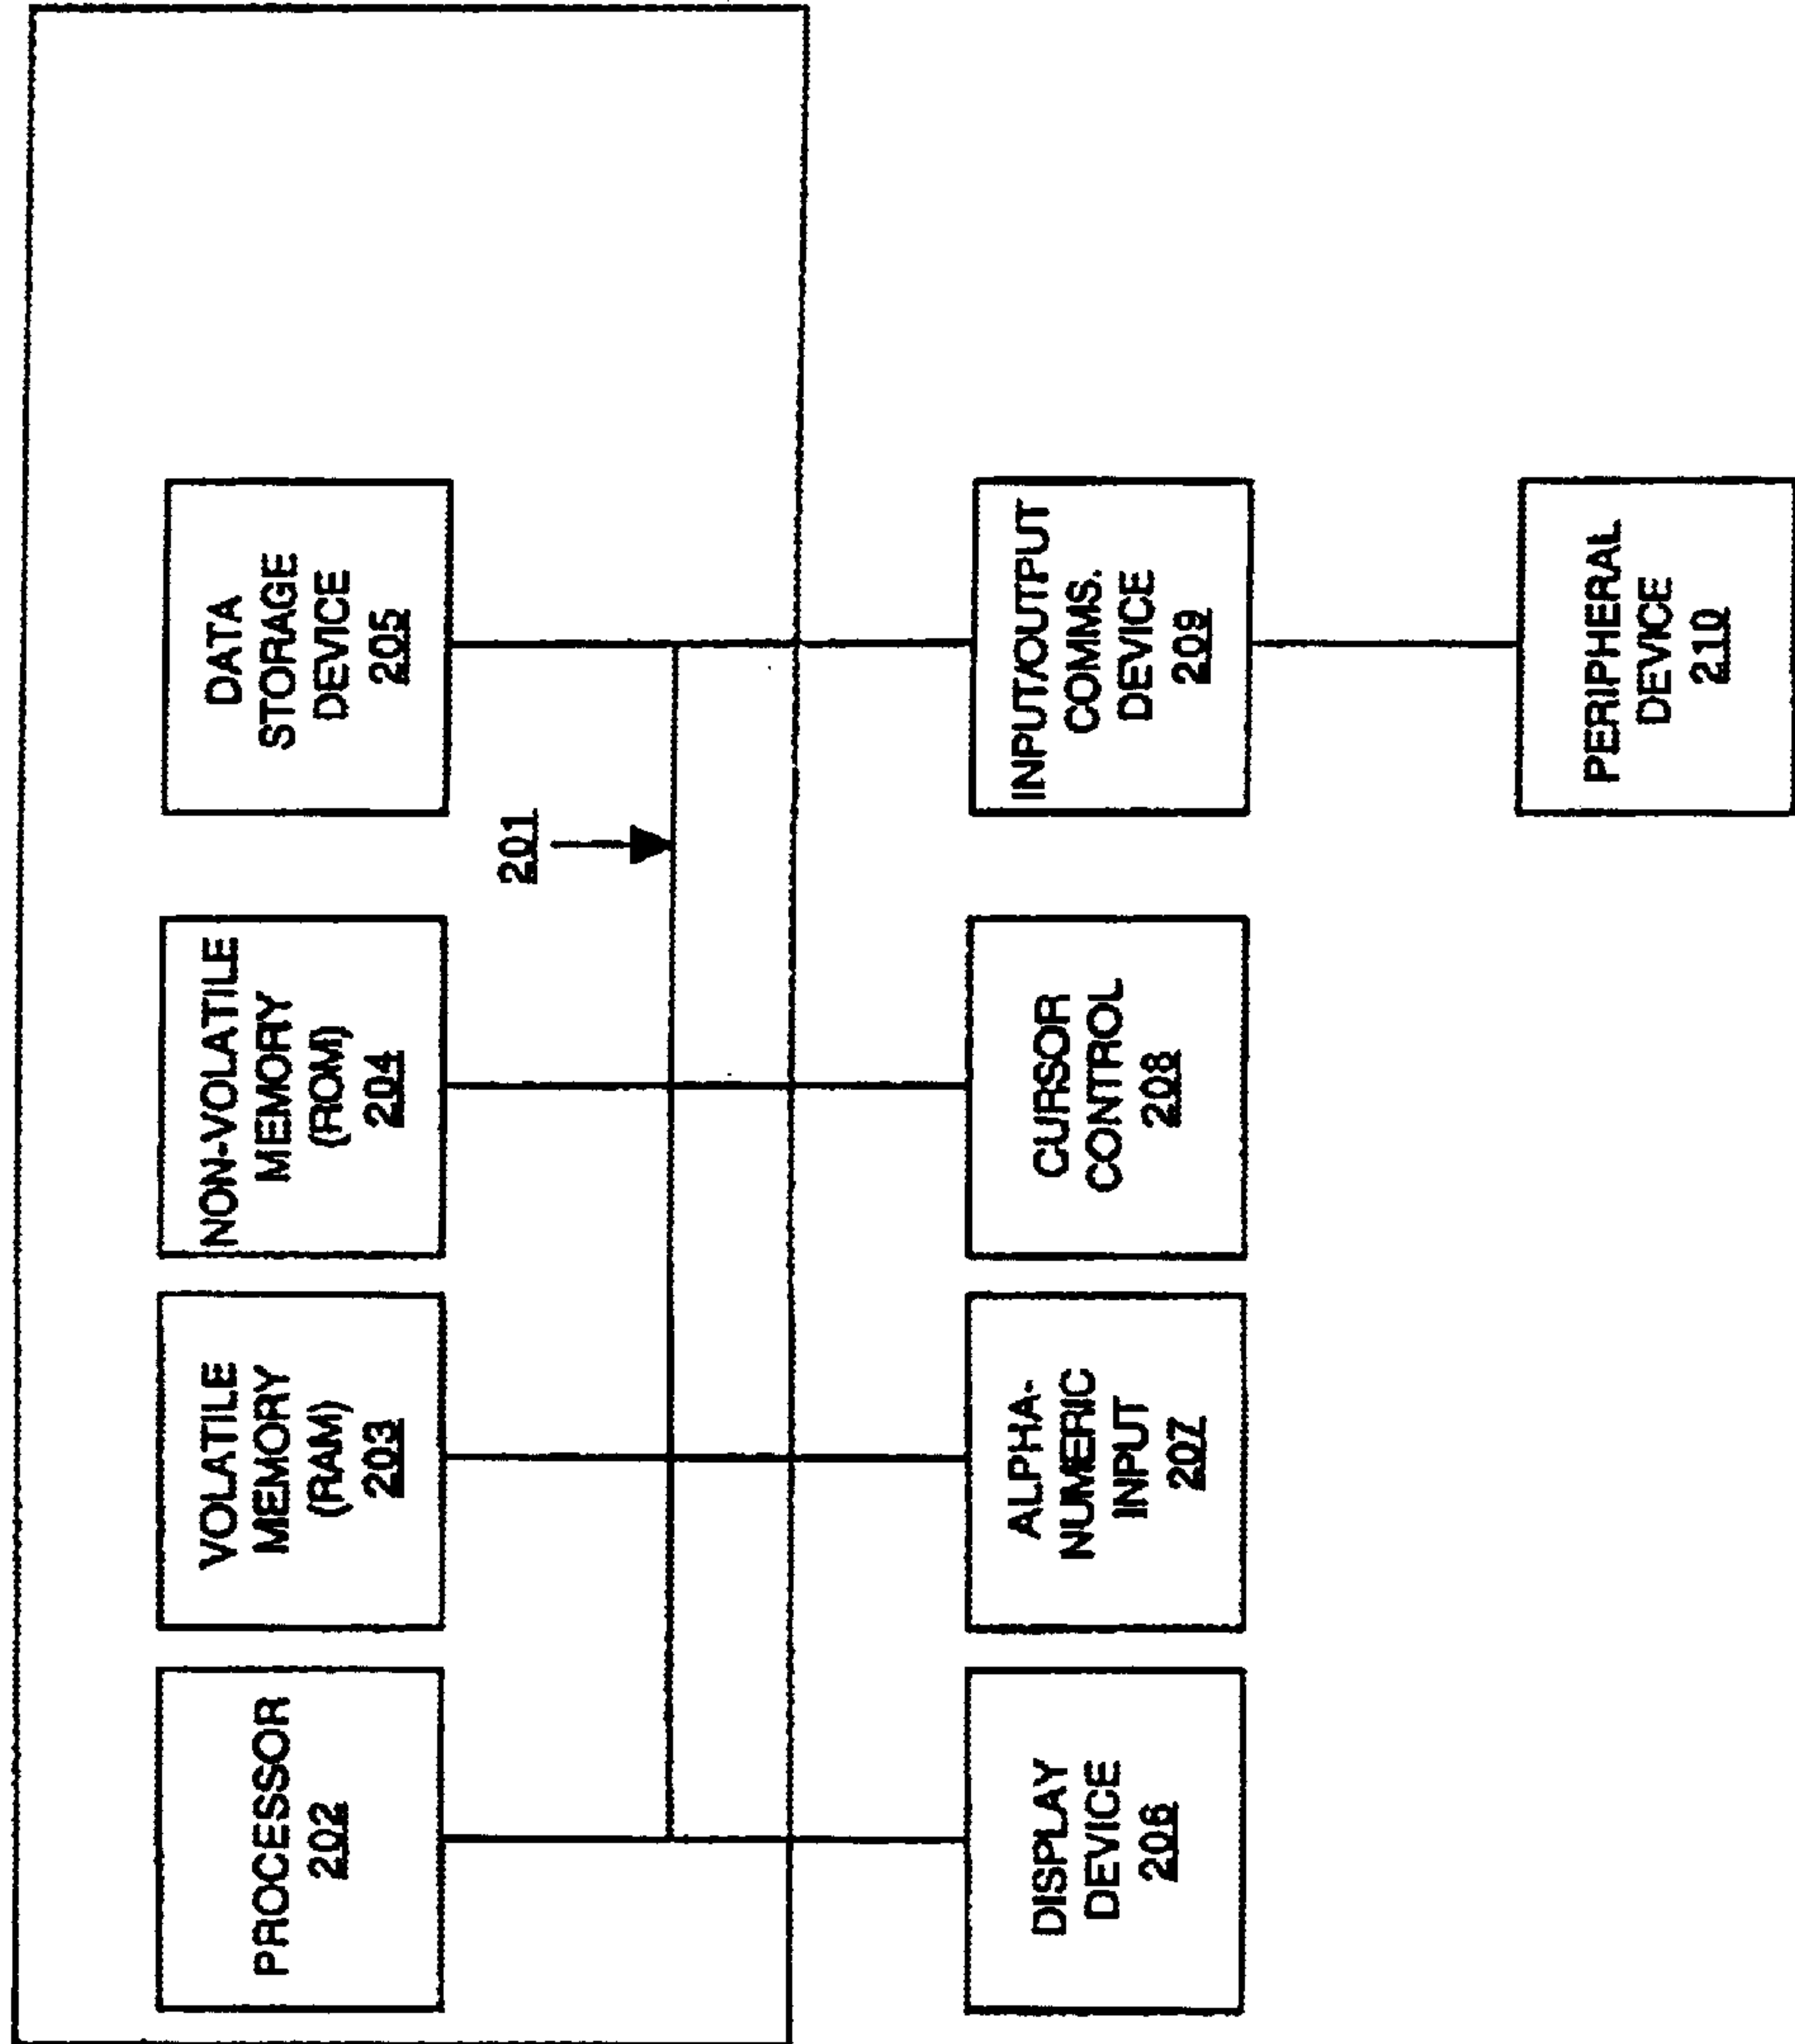 PROCESSOR
202
VOLATILE
MEMORY
(RAM)
203
NON-VOLATILE
MEMORY
(ROM)
204
DATA
STORAGE
DEVICE
205
201
DISPLAY
DEVICE
206
ALPHA-
NUMERIC
INPUT
207
CURSOR
CONTROL
208
INPUT/OUTPUT
COMMS.
DEVICE
209
PERIPHERAL
DEVICE
210